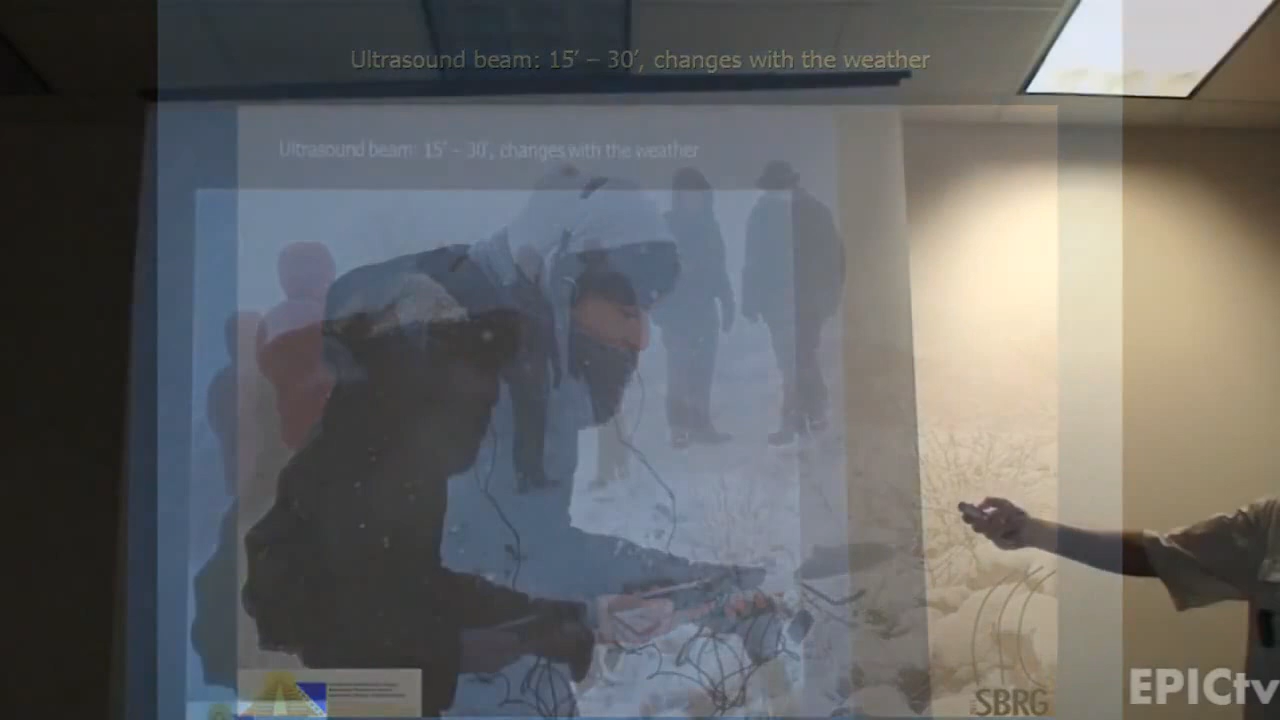 Ultrasound beam: 15’ – 30’, changes with the weather
Ultrasound beam: 15’ – 30’, changes with the weather
SBRG
EPICtv